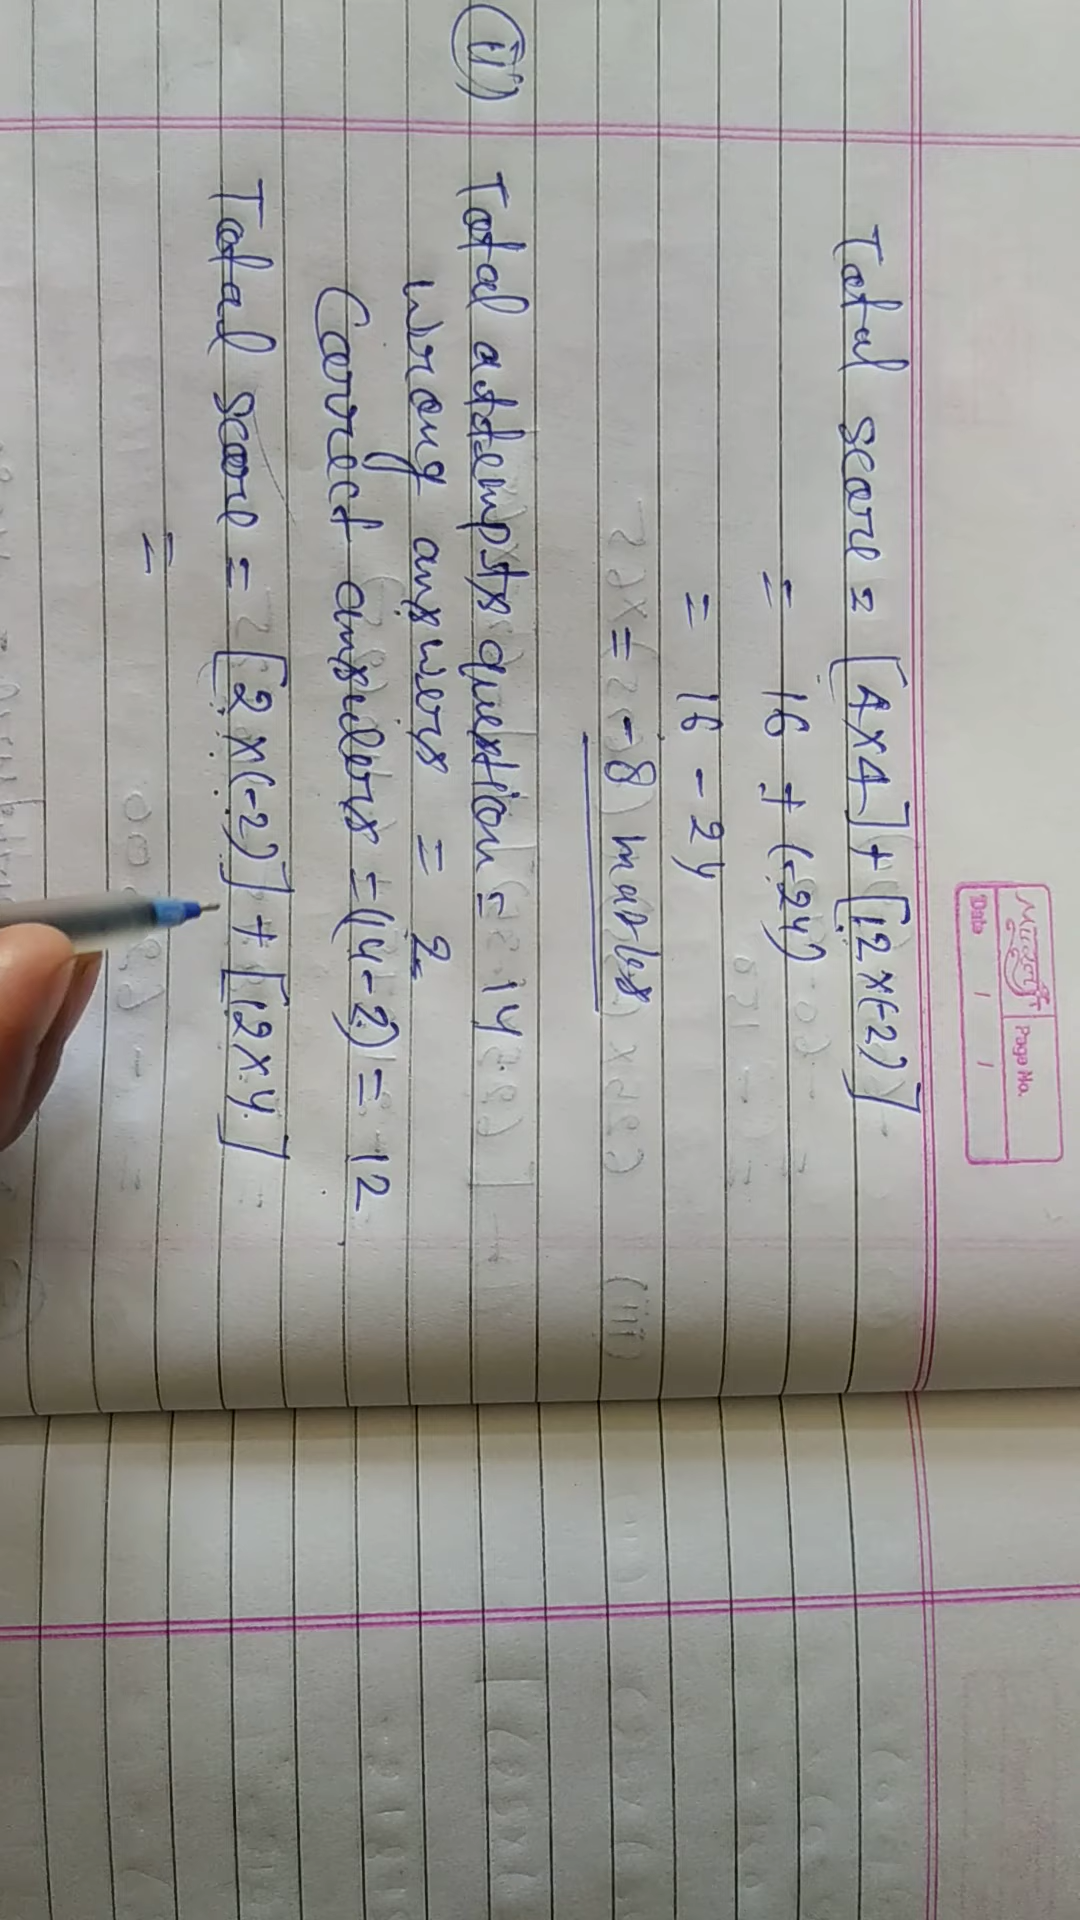 Microsoft
Page No.
Date / /
Total score = [4×4]+[12×(-2)]
= 16 + (-24)
= 16 - 24
= -8 marks
(ii) Total attempts question = 14
wrong answers = 2
Correct answers = (14-2) = 12
Total score = [2×(-2)] + [12×4]
=